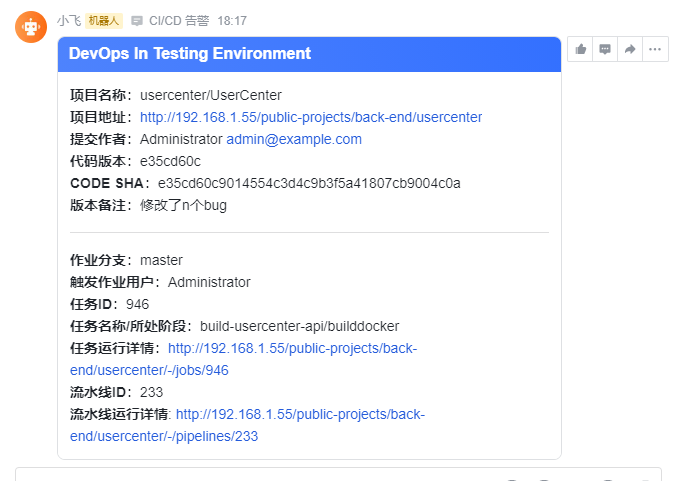 小飞 机器人 CI/CD 告警 18:17
DevOps In Testing Environment
项目名称：usercenter/UserCenter
项目地址：http://192.168.1.55/public-projects/back-end/usercenter
提交作者：Administrator admin@example.com
代码版本：e35cd60c
CODE SHA：e35cd60c9014554c3d4c9b3f5a41807cb9004c0a
版本备注：修改了n个bug
作业分支：master
触发作业用户：Administrator
任务ID：946
任务名称/所处阶段：build-usercenter-api/builddocker
任务运行详情：http://192.168.1.55/public-projects/back-
end/usercenter/-/jobs/946
流水线ID：233
流水线运行详情: http://192.168.1.55/public-projects/back-
end/usercenter/-/pipelines/233